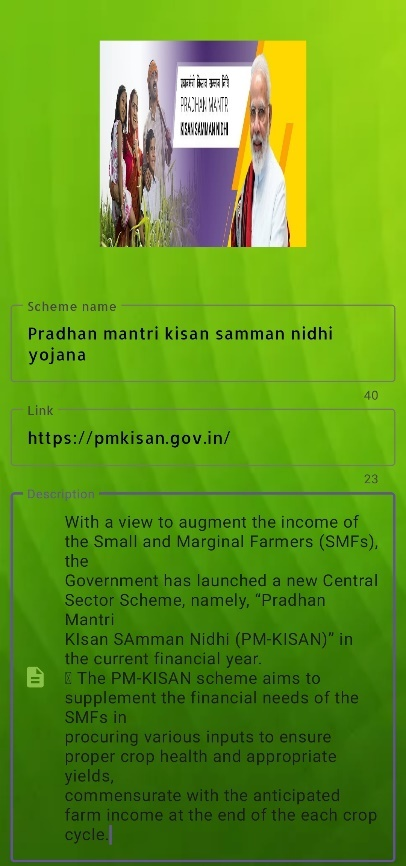 प्रधानमंत्री किसान सम्मान निधि
PRADHAN MANTRI
KISAN SAMMAN NIDHI
Scheme name
Pradhan mantri kisan samman nidhi
yojana
40
Link
https://pmkisan.gov.in/
23
Description
With a view to augment the income of
the Small and Marginal Farmers (SMFs),
the
Government has launched a new Central
Sector Scheme, namely, “Pradhan
Mantri
KIsan SAmman Nidhi (PM-KISAN)” in
the current financial year.
The PM-KISAN scheme aims to
supplement the financial needs of the
SMFs in
procuring various inputs to ensure
proper crop health and appropriate
yields,
commensurate with the anticipated
farm income at the end of the each crop
cycle.